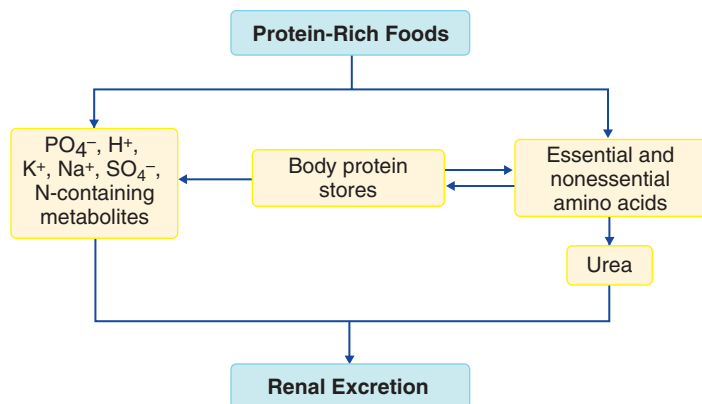 Protein-Rich Foods
PO₄⁻, H⁺,
K⁺, Na⁺, SO₄⁻,
N-containing
metabolites
Body protein
stores
Essential and
nonessential
amino acids
Urea
Renal Excretion